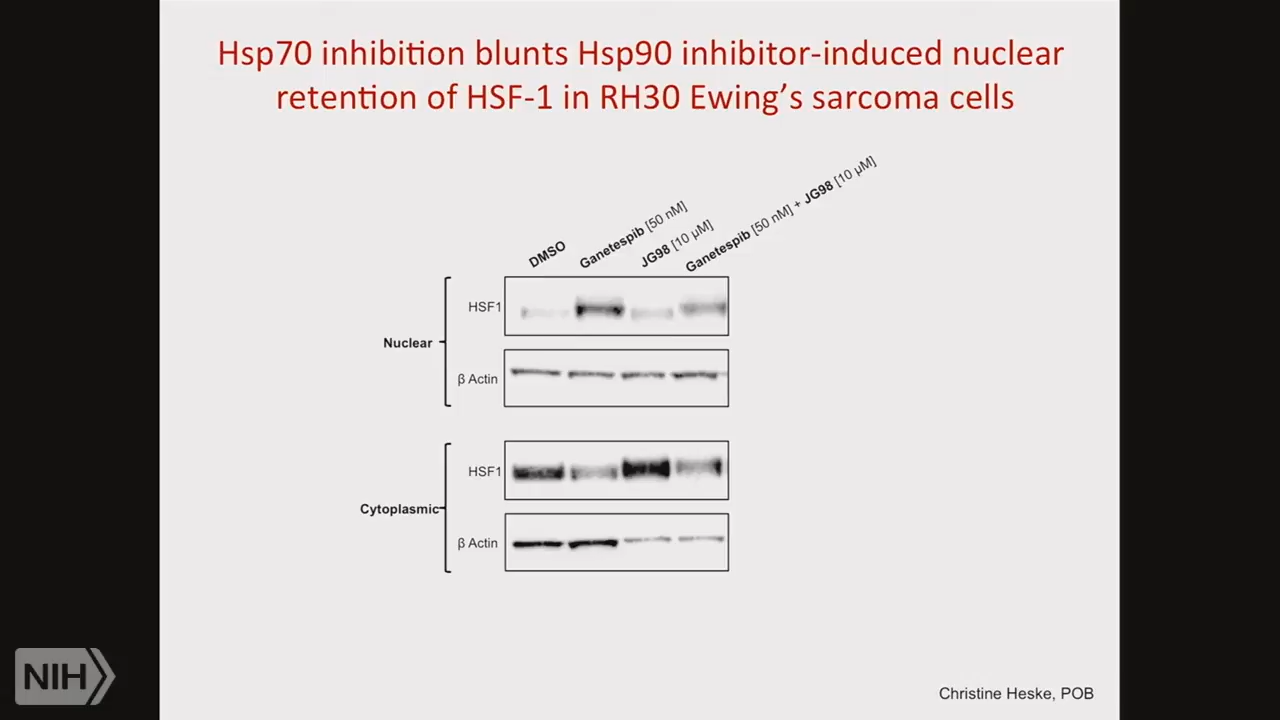 Hsp70 inhibition blunts Hsp90 inhibitor-induced nuclear
retention of HSF-1 in RH30 Ewing's sarcoma cells
DMSO
Ganetespib [50 nM]
JG98 [10 µM]
Ganetespib [50 nM] + JG98 [10 µM]
Nuclear
HSF1
β Actin
Cytoplasmic
HSF1
β Actin
NIH
Christine Heske, POB